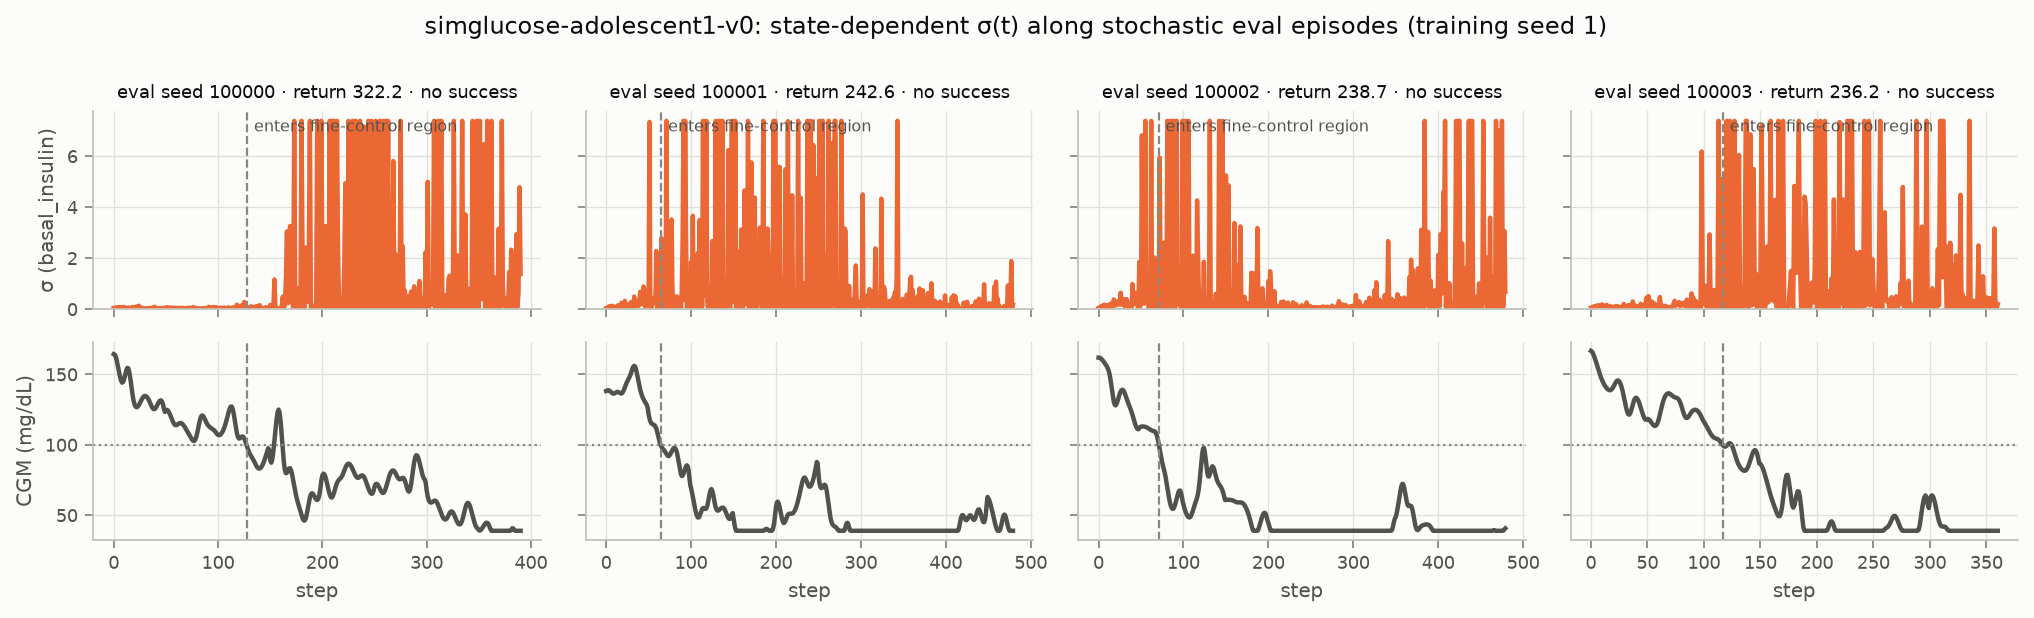 simglucose-adolescent1-v0: state-dependent σ(t) along stochastic eval episodes (training seed 1)
eval seed 100000 · return 322.2 · no success
eval seed 100001 · return 242.6 · no success
eval seed 100002 · return 238.7 · no success
eval seed 100003 · return 236.2 · no success
enters fine-control region
enters fine-control region
enters fine-control region
enters fine-control region
σ (basal_insulin)
6
4
2
0
CGM (mg/dL)
150
100
50
0 100 200 300 400
0 100 200 300 400 500
0 100 200 300 400 500
0 50 100 150 200 250 300 350
step
step
step
step